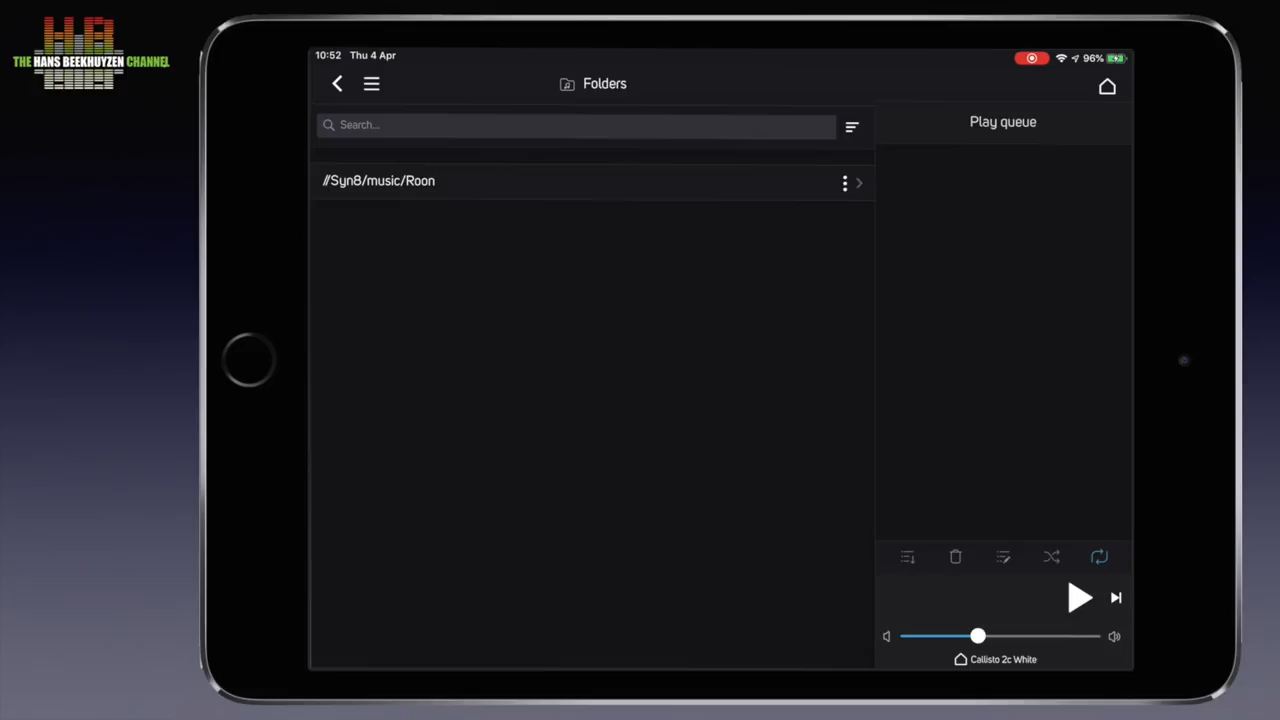 THE HANS BEEKHUYZEN CHANNEL
10:52 Thu 4 Apr
96%
Folders
Search...
Play queue
//Syn8/music/Roon
Callisto 2c White